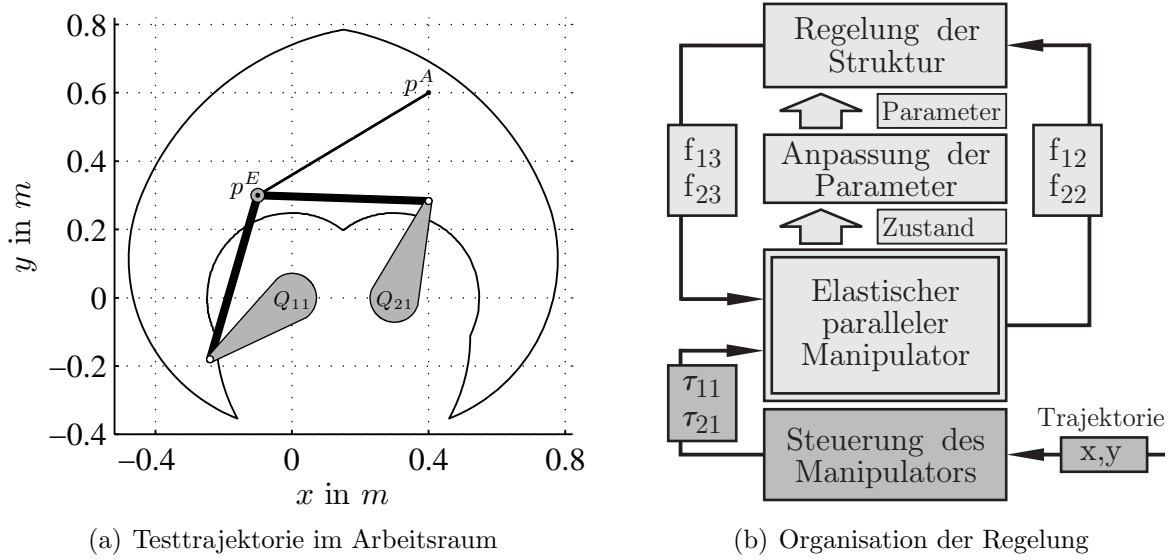 0.8
0.6
0.4
0.2
0
−0.2
−0.4
y in m
−0.4
0
0.4
0.8
x in m
p^A
p^E
Q_11
Q_21
(a) Testtrajektorie im Arbeitsraum
Regelung der
Struktur
Parameter
Anpassung der
Parameter
Zustand
f_13
f_23
f_12
f_22
Elastischer
paralleler
Manipulator
τ_11
τ_21
Steuerung des
Manipulators
Trajektorie
x,y
(b) Organisation der Regelung